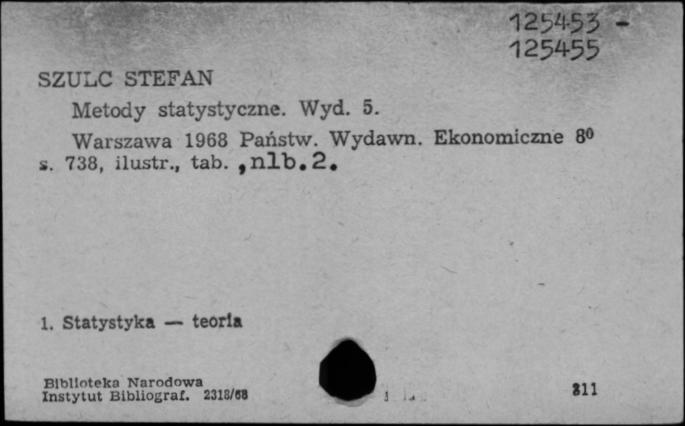 125453 -
125455
SZULC STEFAN
Metody statystyczne. Wyd. 5.
Warszawa 1968 Państw. Wydawn. Ekonomiczne 8⁰
s. 738, ilustr., tab. ,nlb.2.
1. Statystyka — teoria
Biblioteka Narodowa
Instytut Bibliograf. 2318/68
311